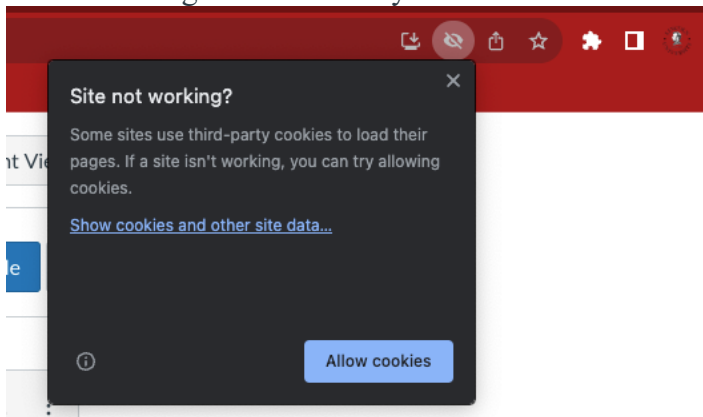 Site not working?
Some sites use third-party cookies to load their
pages. If a site isn't working, you can try allowing
cookies.
Show cookies and other site data...
Allow cookies